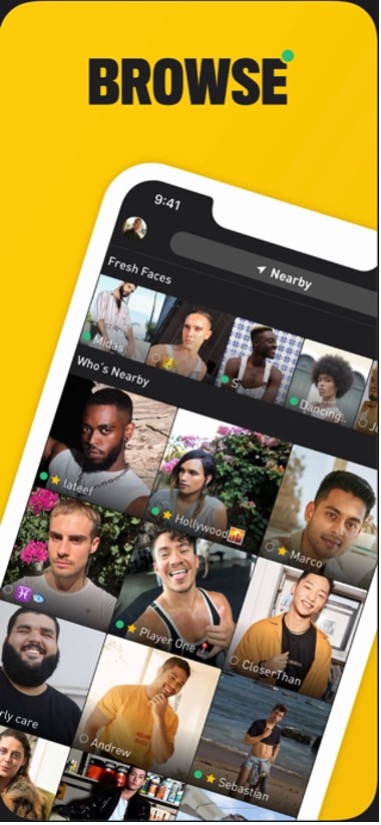 BROWSE
9:41
Nearby
Fresh Faces
Midas
S
Dancing..
Who's Nearby
lateef
Hollywood
Marco
♓
Player One
CloserThan
rly care
Andrew
Sebastian